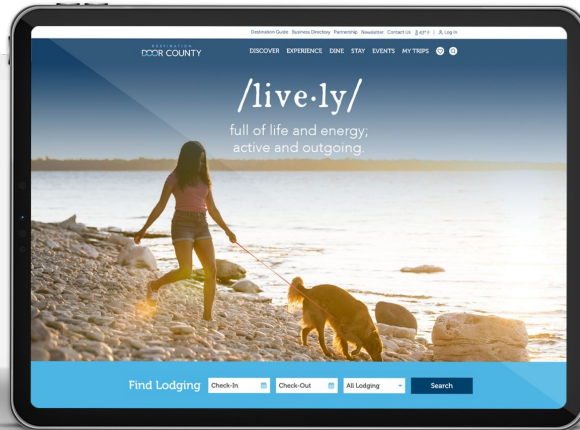 Destination Guide Business Directory Partnership Newsletter Contact Us 43° F | Log In
DESTINATION
DOOR COUNTY
DISCOVER EXPERIENCE DINE STAY EVENTS MY TRIPS
/live·ly/
full of life and energy;
active and outgoing.
Find Lodging Check-In Check-Out All Lodging Search